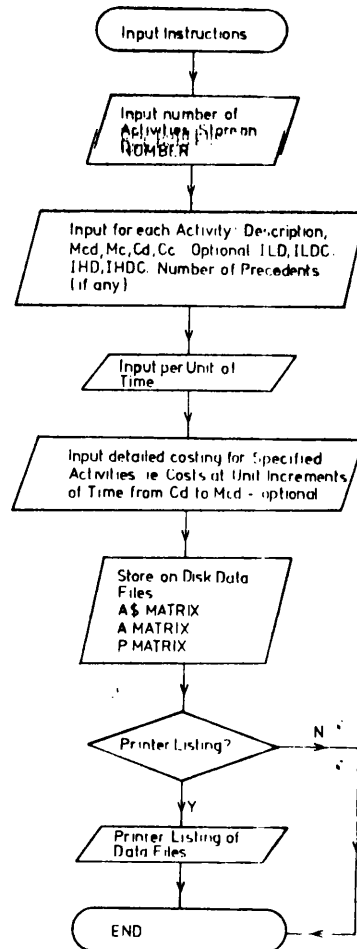 Input Instructions
Input number of
Activities Store on
NUMBER
Input for each Activity: Description,
Mcd, Mc, Cd, Cc Optional ILD, ILDC.
IHD, IHDC. Number of Precedents
(if any)
Input per Unit of
Time
Input detailed costing for Specified
Activities ie Costs at Unit Increments
of Time from Cd to Mcd - optional
Store on Disk Data
Files
A$ MATRIX
A MATRIX
P MATRIX
Printer Listing?
N
Y
Printer Listing of
Data Files
END